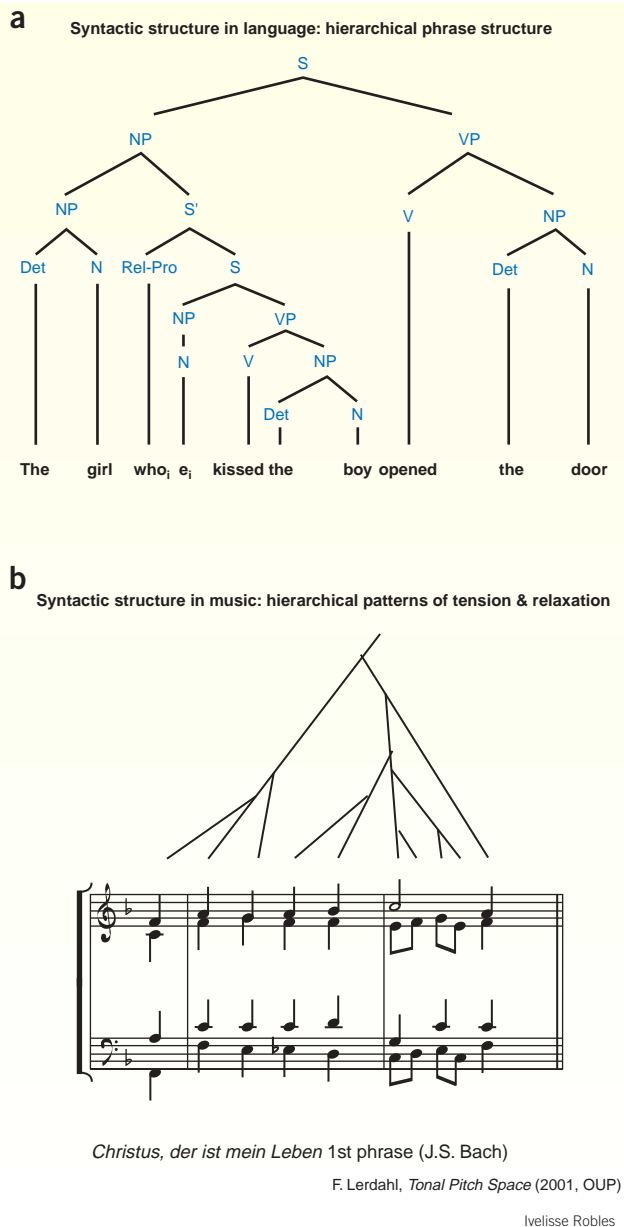 a
Syntactic structure in language: hierarchical phrase structure
S
NP VP
NP S' V NP
Det N Rel-Pro S Det N
NP VP
N V NP
Det N
The girl whoi ei kissed the boy opened the door
b
Syntactic structure in music: hierarchical patterns of tension & relaxation
Christus, der ist mein Leben 1st phrase (J.S. Bach)
F. Lerdahl, Tonal Pitch Space (2001, OUP)
Ivelisse Robles